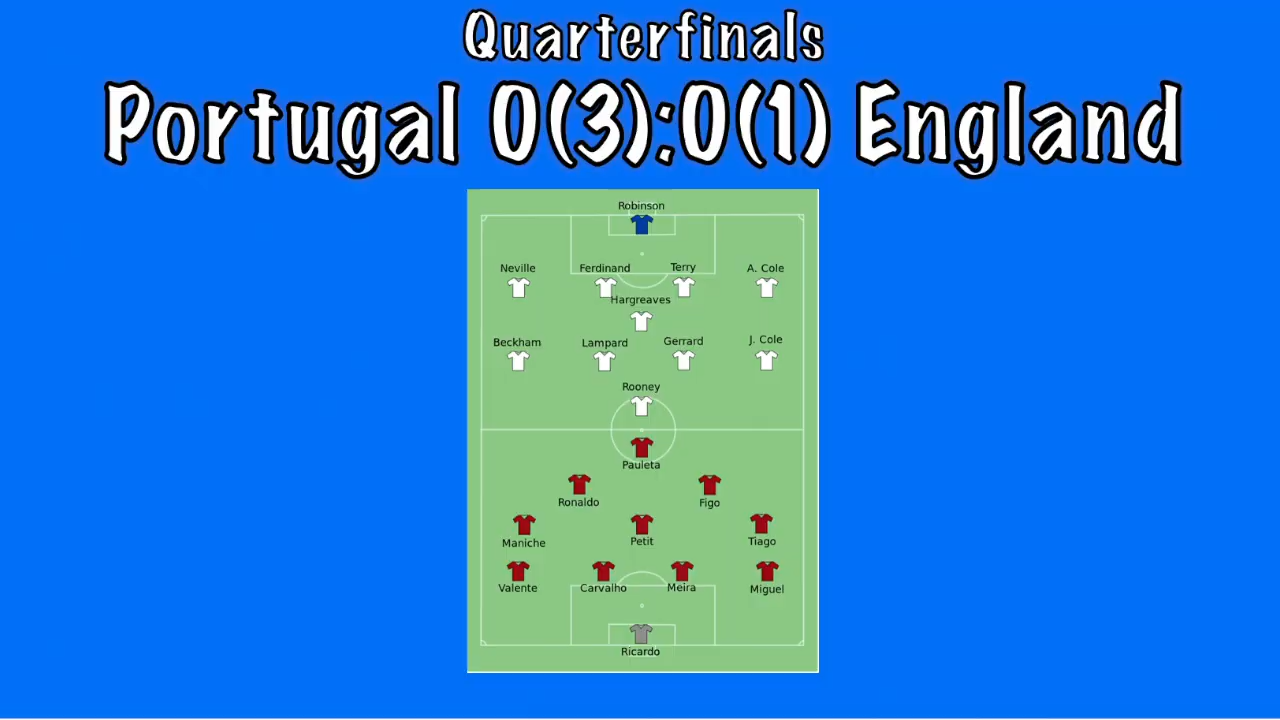 Quarterfinals
Portugal 0(3):0(1) England
Robinson
Neville Ferdinand Terry A. Cole
Hargreaves
Beckham Lampard Gerrard J. Cole
Rooney
Pauleta
Ronaldo Figo
Maniche Petit Tiago
Valente Carvalho Meira Miguel
Ricardo